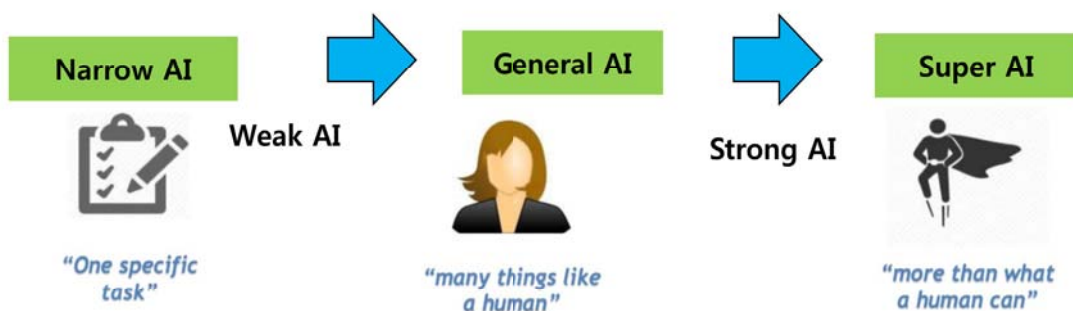 Narrow AI
General AI
Super AI
Weak AI
Strong AI
“One specific
task”
“many things like
a human”
“more than what
a human can”